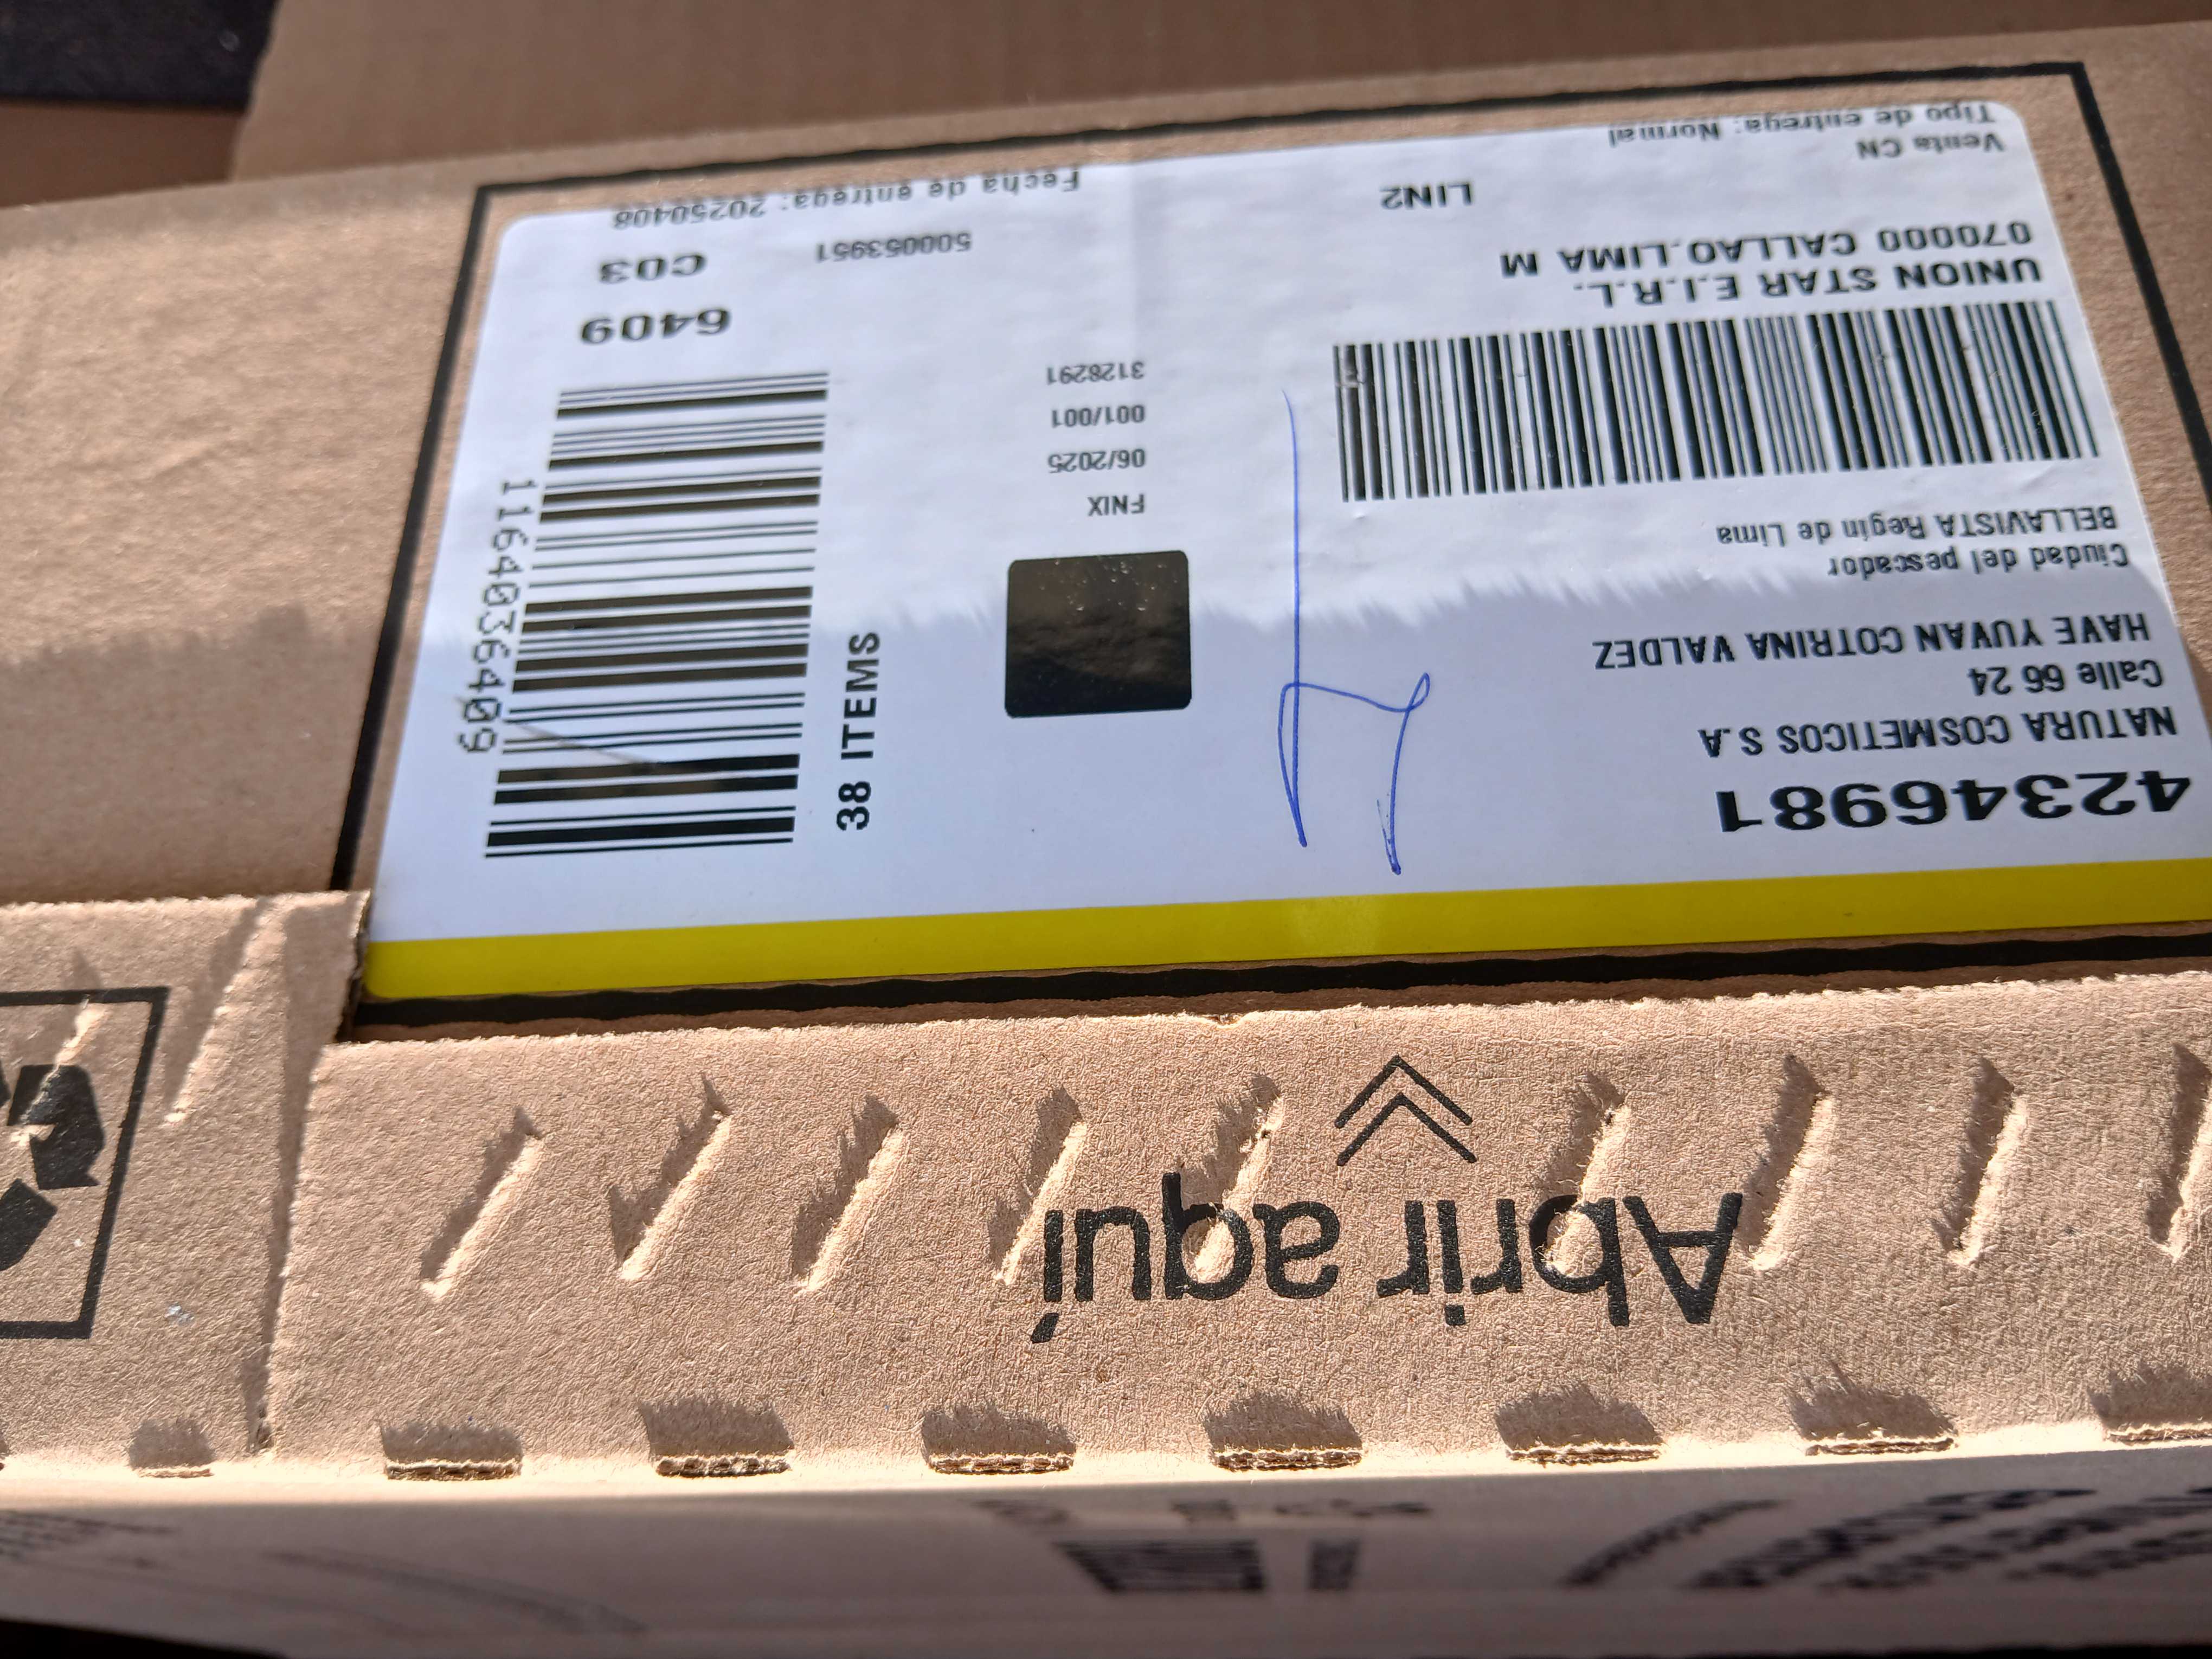 42346981
NATURA COSMETICOS S.A
Calle 66 24
HAVE YUVAN COTRINA VALDEZ
Ciudad del pescador
BELLAVISTA Regin de Lima
UNION STAR E.I.R.L.
070000 CALLAO.LIMA M
LIN2
Venta CN
Tipo de entrega: Normal
FNIX
06/2025
001/001
3128291
38 ITEMS
1164036409
6409
C03
500053951
Fecha de entrega: 20250408
Abrir aquí